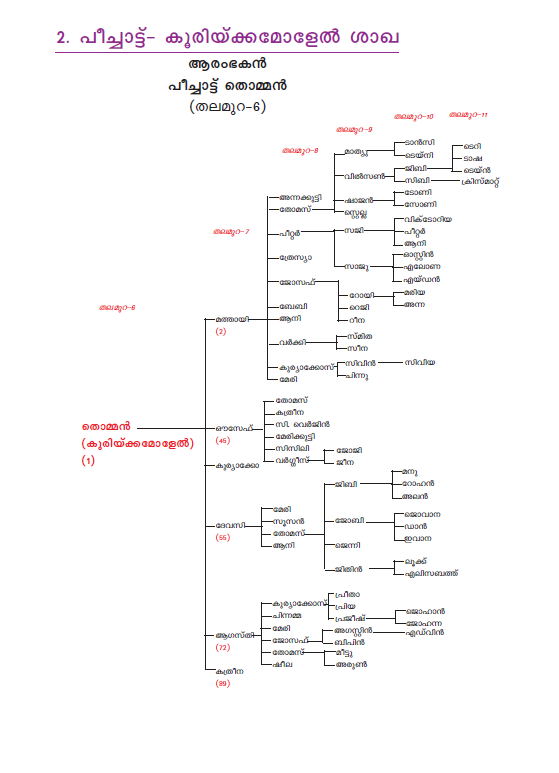 2. പീച്ചാട്ട്- കൂരിയ്ക്കമോളേൽ ശാഖ
ആരംഭകൻ
പീച്ചാട്ട് തൊമ്മൻ
(തലമുറ-6)
തലമുറ-10 തലമുറ-11
തലമുറ-9
തലമുറ-8
തലമുറ-7
തലമുറ-6
ടാൻസി
ടെയ്നി
മാത്യു
ടെറി
ടാഷ
ടെയ്ൻ
വിൽസൺ
ജിബി
സിബി
ക്രിസ്മാറ്റ്
അന്നക്കുട്ടി
തോമസ്
ഷാജൻ
ടോണി
സോണി
സ്റ്റെല്ല
പീറ്റർ
സജി
വിക്ടോറിയ
പീറ്റർ
ആനി
ത്രേസ്യാ
സാജു
ഓസ്റ്റിൻ
എലോണ
എയ്ഡൻ
ജോസഫ്
റോയി
മരിയ
അന്ന
റെജി
റീന
ബേബി
ആനി
മത്തായി
(2)
വർക്കി
സ്മിത
സീന
കുര്യാക്കോസ്
സിവിൻ
സിവിയ
പിന്നു
മേരി
തൊമ്മൻ
(കൂരിയ്ക്കമോളേൽ)
(1)
ഔസേഫ്
(45)
തോമസ്
കത്രീന
സി. വെർജിൻ
മേരിക്കുട്ടി
സിസിലി
വർഗ്ഗീസ്
ജോജി
ജീന
കുര്യാക്കോ
ദേവസി
(55)
മേരി
സൂസൻ
തോമസ്
ആനി
ജിബി
മനു
റോഹൻ
അലൻ
ജോബി
ജൊവാന
ഡാൻ
ഇവാന
ജെന്നി
ജിതിൻ
ലൂക്ക്
എലിസബത്ത്
ആഗസ്തി
(72)
കുര്യാക്കോസ്
പ്രീതാ
പ്രിയ
പ്രജീഷ്
ജൊഹാൻ
ജോഹന്ന
പിന്നമ്മ
മേരി
ജോസഫ്
അഗസ്റ്റിൻ
എഡ്വിൻ
ബിപിൻ
തോമസ്
മീട്ടു
അരുൺ
ഷീല
കത്രീന
(89)